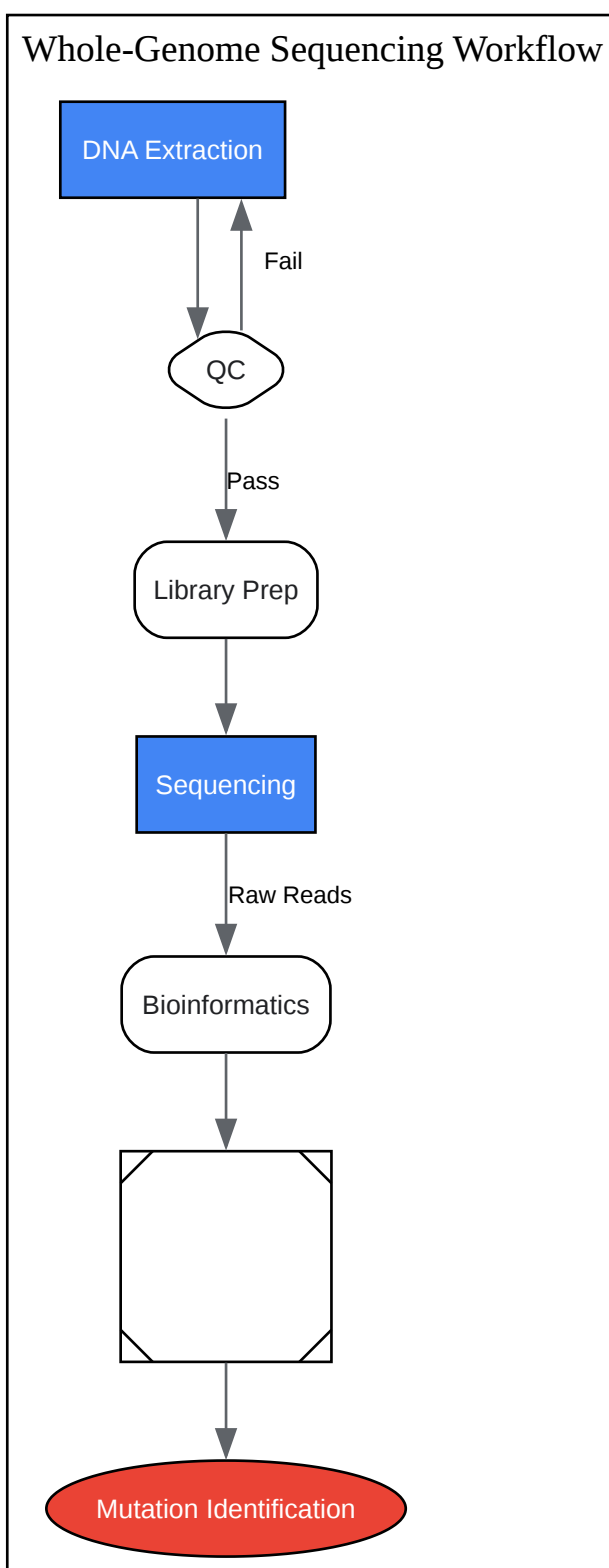 Whole-Genome Sequencing Workflow
DNA Extraction
Fail
QC
Pass
Library Prep
Sequencing
Raw Reads
Bioinformatics
Mutation Identification